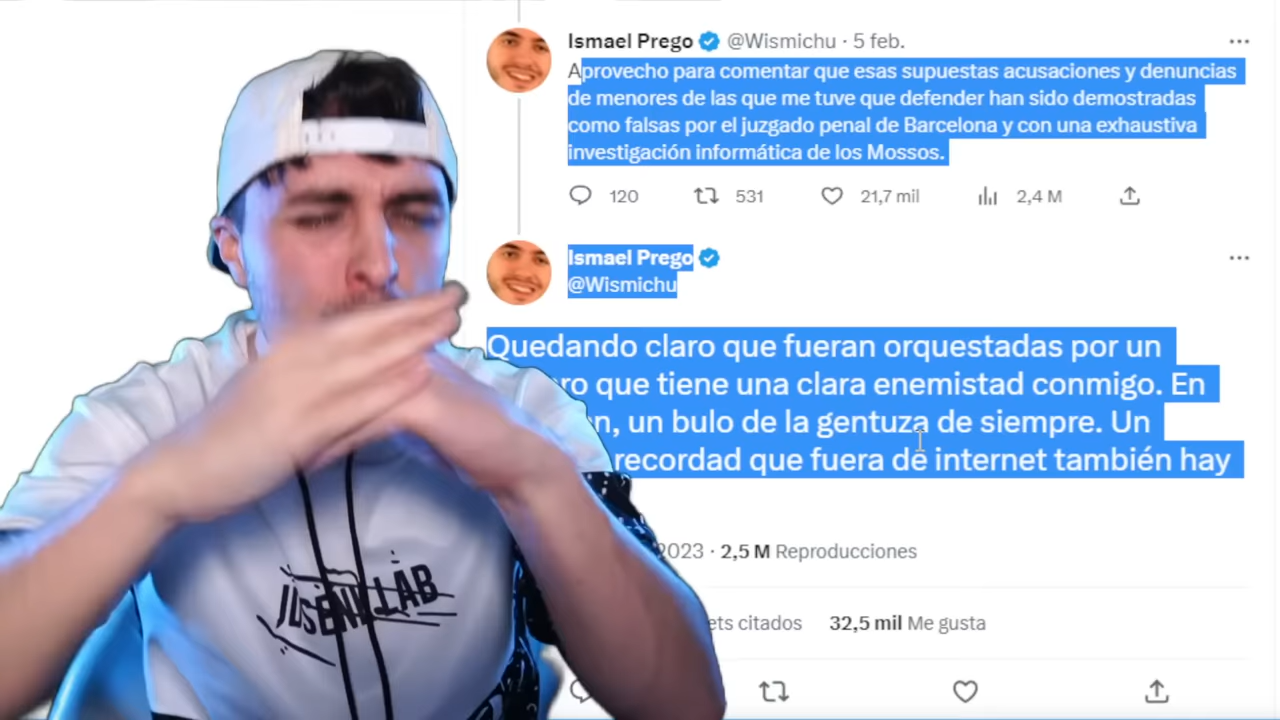 Ismael Prego @Wismichu · 5 feb.
Aprovecho para comentar que esas supuestas acusaciones y denuncias
de menores de las que me tuve que defender han sido demostradas
como falsas por el juzgado penal de Barcelona y con una exhaustiva
investigación informática de los Mossos.
120 531 21,7 mil 2,4 M
Ismael Prego
@Wismichu
Quedando claro que fueran orquestadas por un
que tiene una clara enemistad conmigo. En
un bulo de la gentuza de siempre. Un
recordad que fuera de internet también hay
2023 · 2,5 M Reproducciones
citados 32,5 mil Me gusta